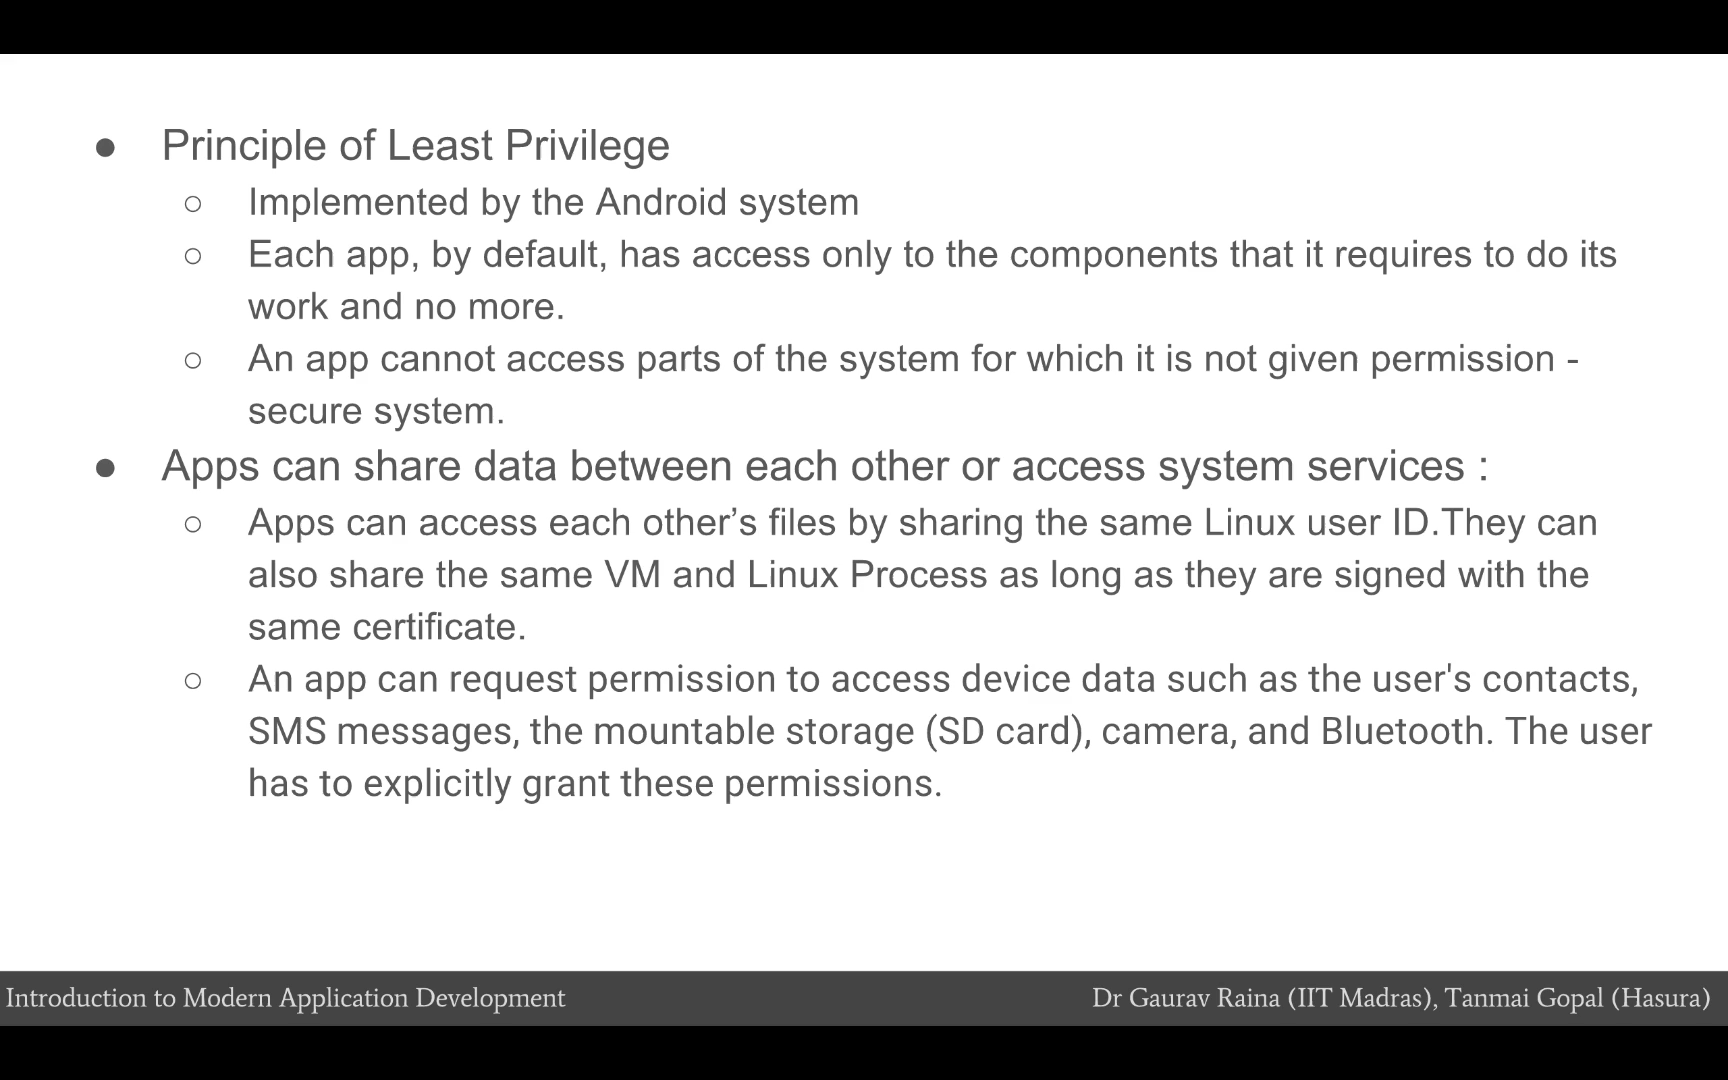 ● Principle of Least Privilege
○ Implemented by the Android system
○ Each app, by default, has access only to the components that it requires to do its
work and no more.
○ An app cannot access parts of the system for which it is not given permission -
secure system.
● Apps can share data between each other or access system services :
○ Apps can access each other’s files by sharing the same Linux user ID.They can
also share the same VM and Linux Process as long as they are signed with the
same certificate.
○ An app can request permission to access device data such as the user's contacts,
SMS messages, the mountable storage (SD card), camera, and Bluetooth. The user
has to explicitly grant these permissions.
Introduction to Modern Application Development
Dr Gaurav Raina (IIT Madras), Tanmai Gopal (Hasura)